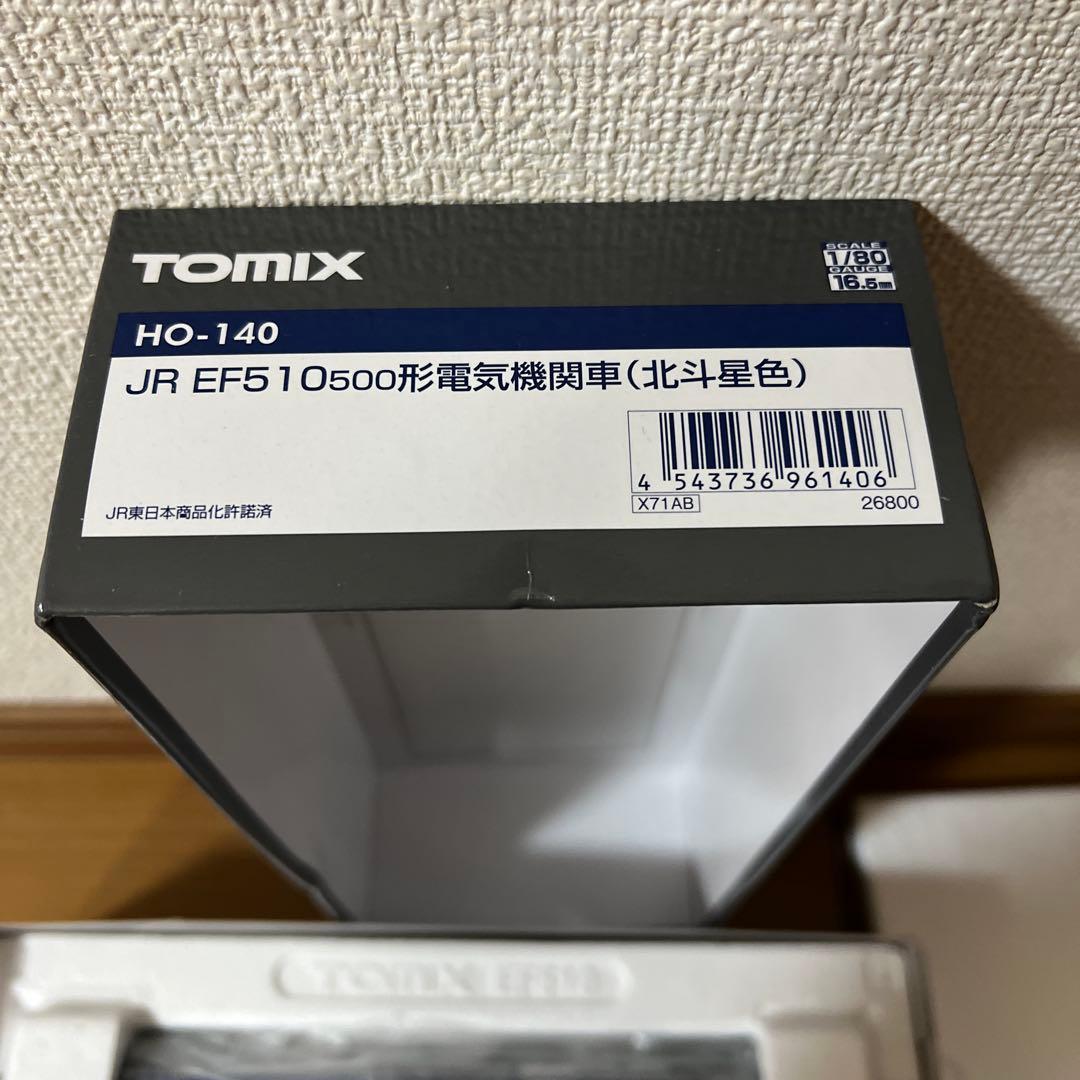 TOMIX
SCALE
1/80
GAUGE
16.5mm
HO-140
JR EF510500形電気機関車(北斗星色)
4 543736 961406
X71AB 26800
JR東日本商品化許諾済
TOMIX EF510